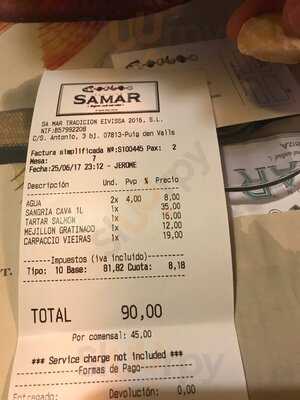 SAMAR
SA MAR TRADICION EIVISSA 2016, S.L.
NIF:B57992208
C/S. Antonio, 3 bj. 07813-Puig den Valls
Factura simplificada Nº:S100445 Pax: 2
Mesa: 7
Fecha:25/06/17 23:12 - JEROME
Descripción Und. Pvp % Precio
AGUA 2x 4,00 8,00
SANGRIA CAVA 1L 1x 35,00
TARTAR SALMON 1x 16,00
MEJILLON GRATINADO 1x 12,00
CARPACCIO VIEIRAS 1x 19,00
Impuestos (iva incluido)
Tipo: 10 Base: 81,82 Cuota: 8,18
TOTAL 90,00
Por comensal: 45,00
*** Service charge not included ***
Formas de Pago
Entregado: Devolución: 0,00